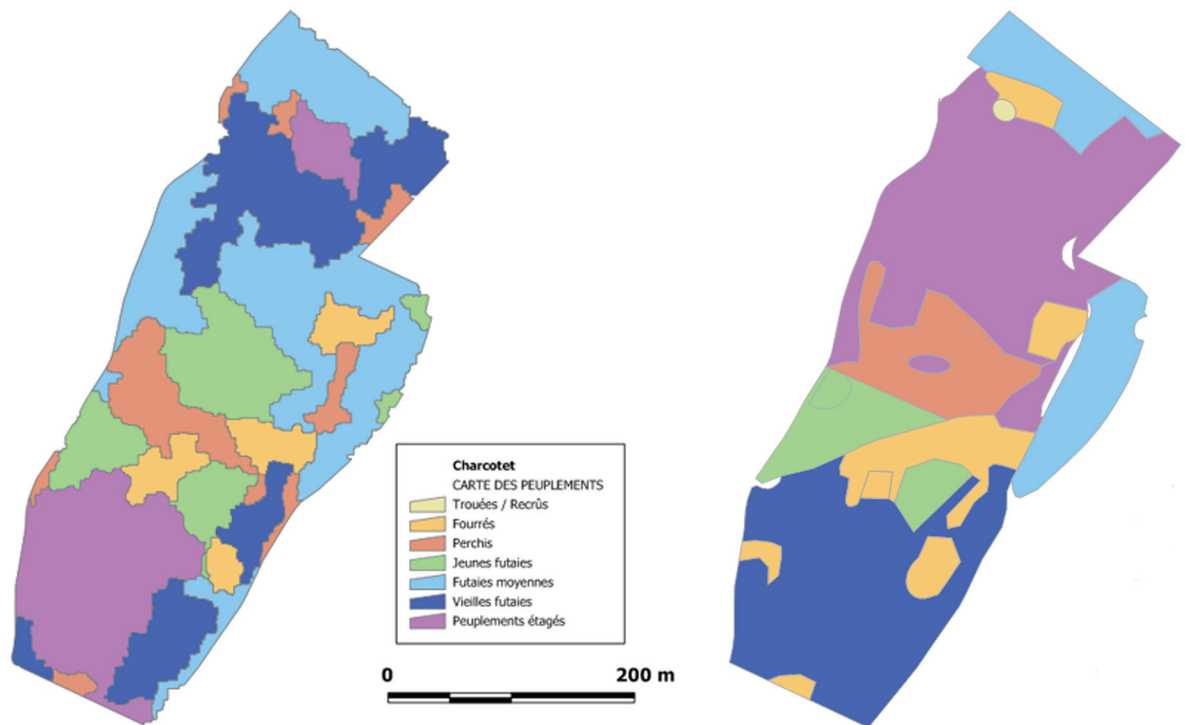 Charcotet
CARTE DES PEUPLEMENTS
Trouées / Recrûs
Fourrés
Perchis
Jeunes futaies
Futaies moyennes
Vieilles futaies
Peuplements étagés
0 200 m